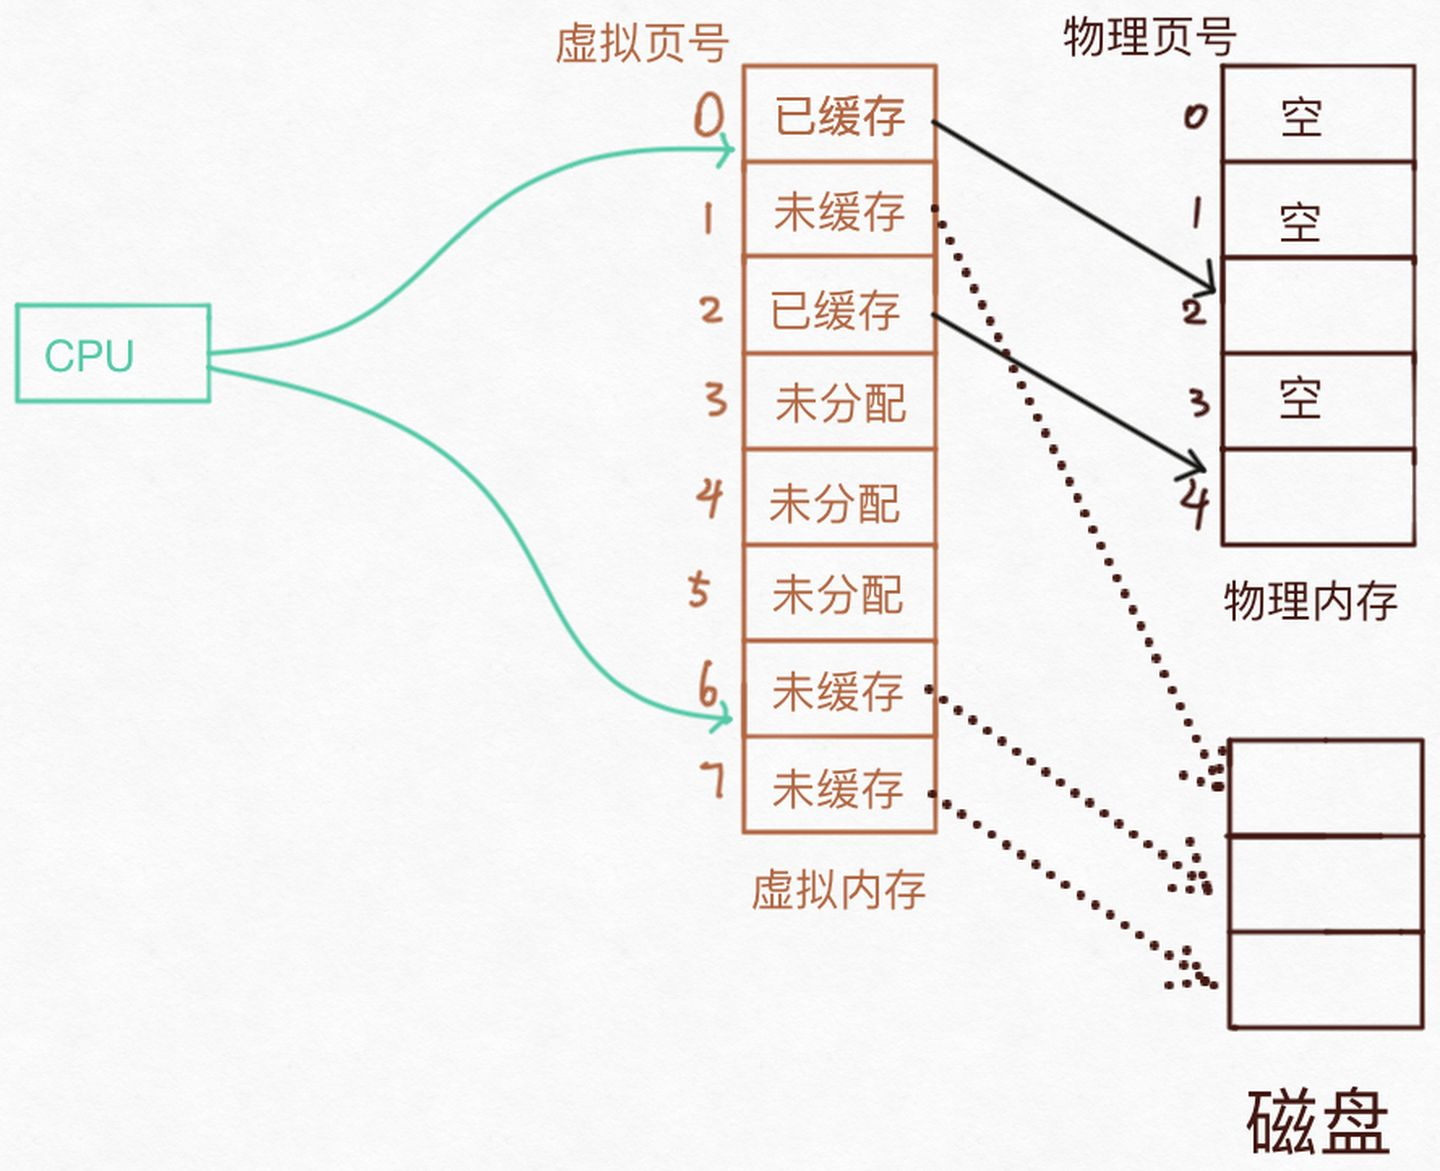 虚拟页号
物理页号
0 已缓存
1 未缓存
2 已缓存
3 未分配
4 未分配
5 未分配
6 未缓存
7 未缓存
虚拟内存
CPU
0 空
1 空
2
3 空
4
物理内存
磁盘